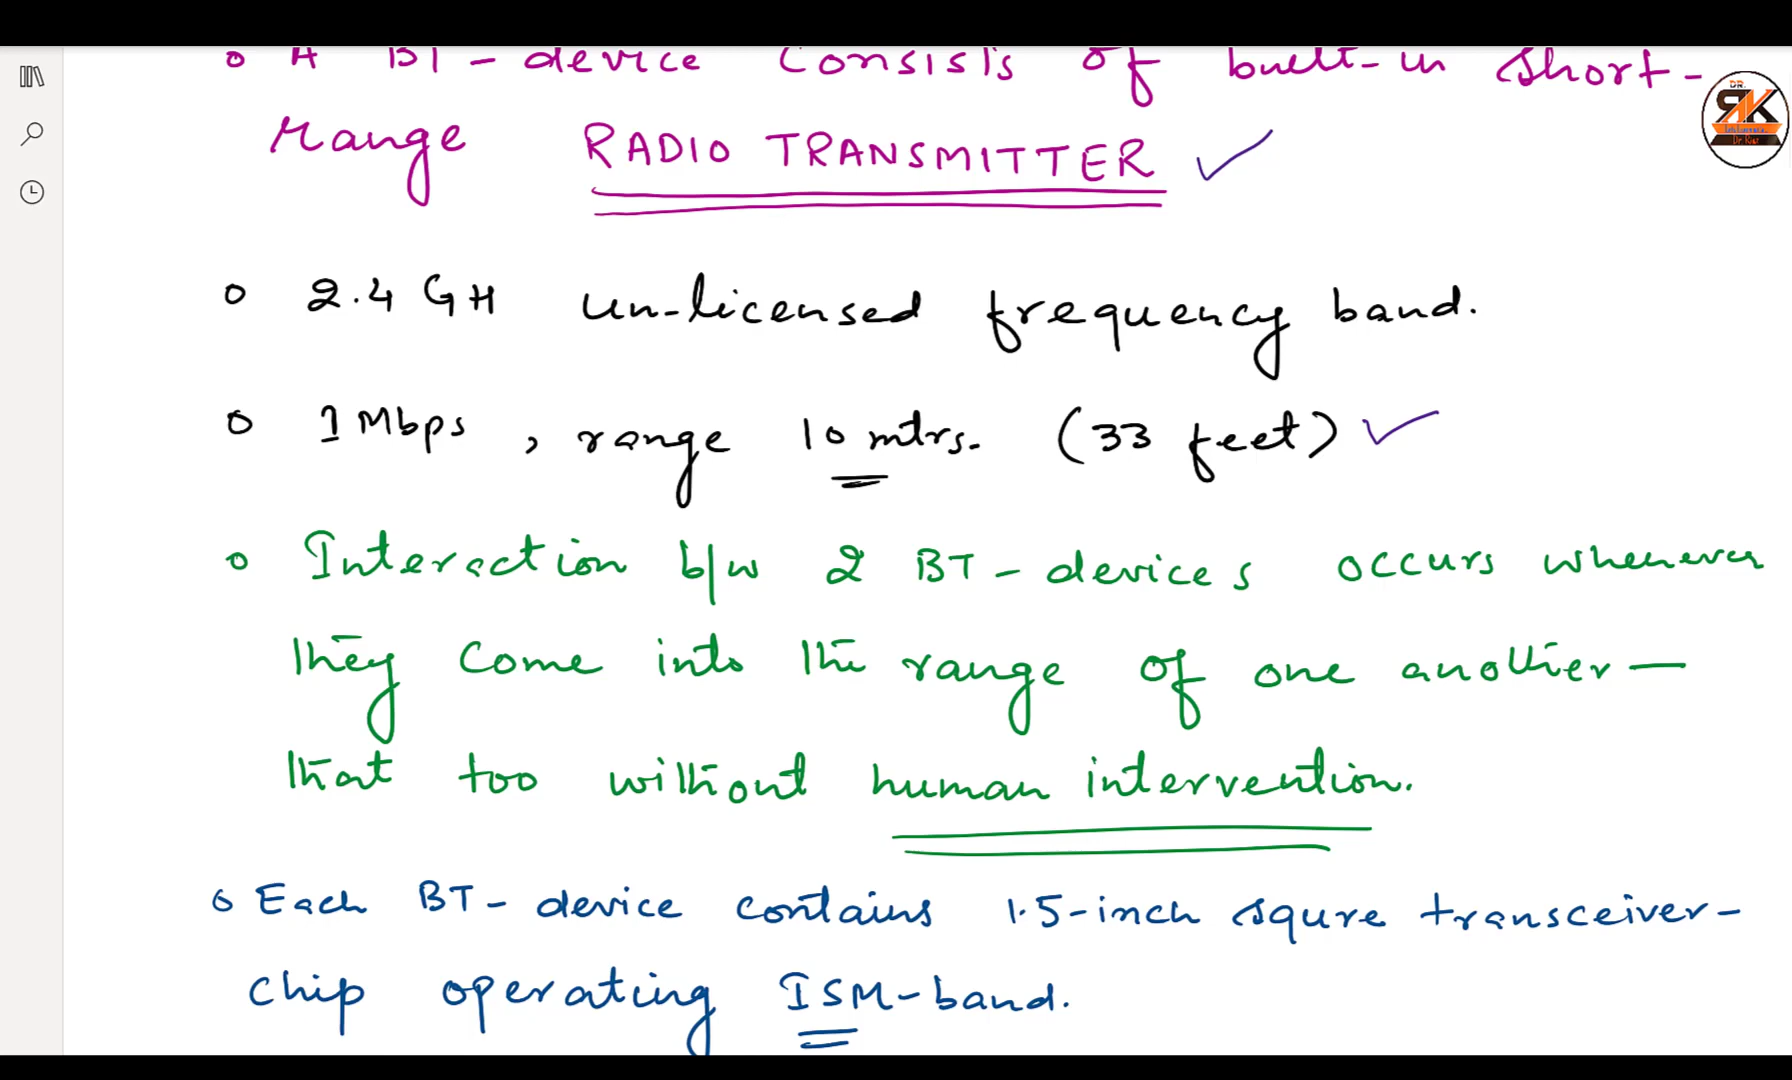 o A BT-device consists of built-in short-
range RADIO TRANSMITTER ✓
o 2.4 GH un-licensed frequency band.
o 1 Mbps, range 10 mtrs. (33 feet) ✓
o Interaction b/w 2 BT-devices occurs whenever
they come into the range of one another—
that too without human intervention.
o Each BT-device contains 1.5-inch squre transceiver-
chip operating ISM-band.
DR.
RK